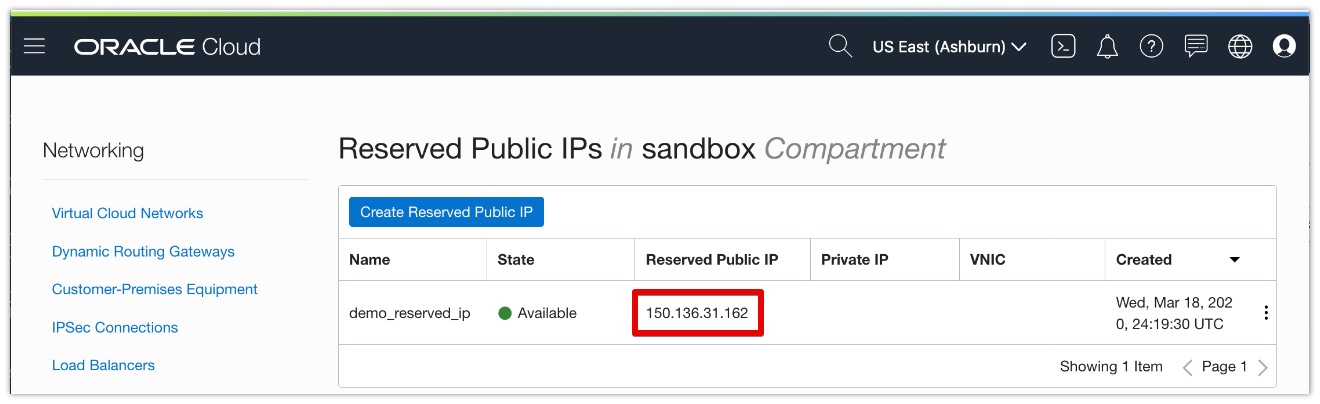 ORACLE Cloud
US East (Ashburn)
Networking
Virtual Cloud Networks
Dynamic Routing Gateways
Customer-Premises Equipment
IPSec Connections
Load Balancers
Reserved Public IPs in sandbox Compartment
Create Reserved Public IP
Name State Reserved Public IP Private IP VNIC Created
demo_reserved_ip Available 150.136.31.162 Wed, Mar 18, 202
0, 24:19:30 UTC
Showing 1 Item Page 1